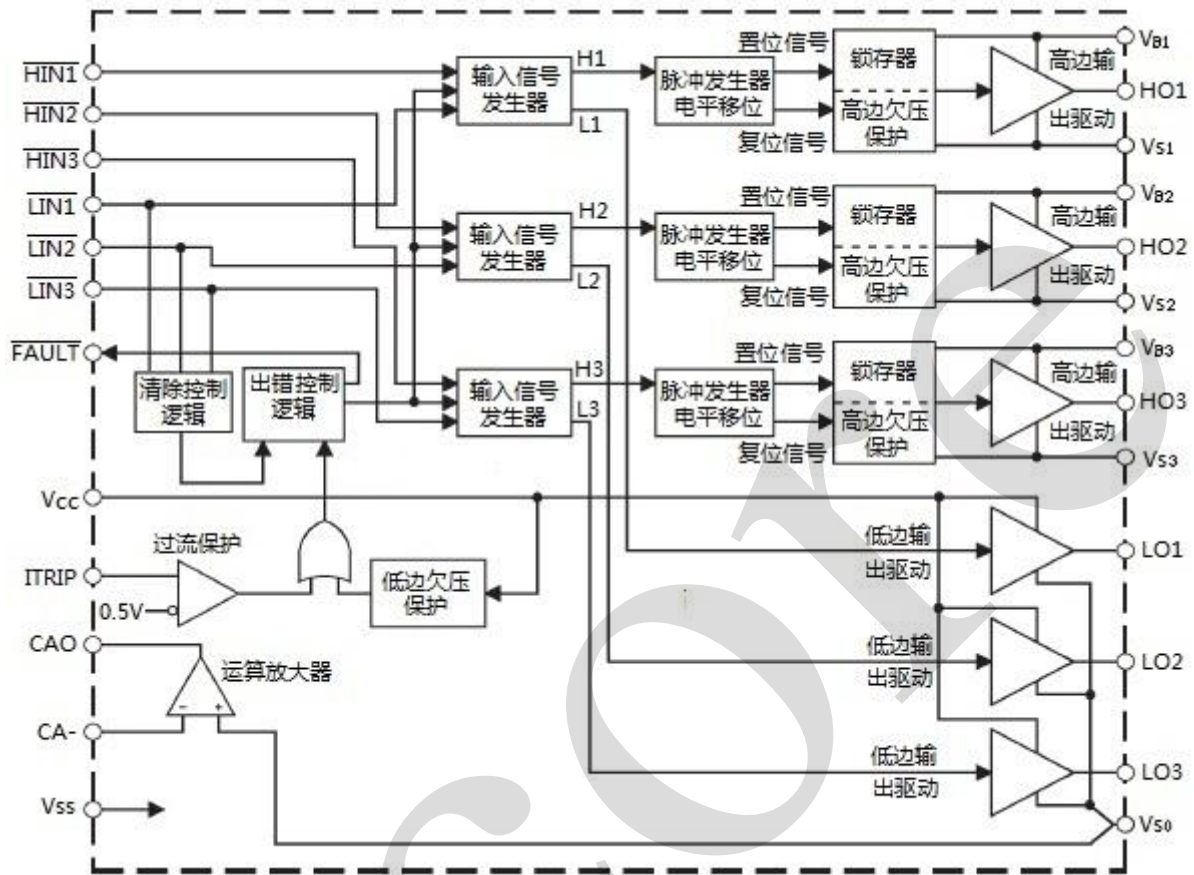 HIN1
HIN2
HIN3
LIN1
LIN2
LIN3
FAULT
VCC
ITRIP
0.5V
CAO
CA-
VSS
清除控制
逻辑
出错控制
逻辑
过流保护
低边欠压
保护
运算放大器
- +
输入信号
发生器
H1
L1
脉冲发生器
电平移位
置位信号
复位信号
锁存器
高边欠压
保护
高边输
出驱动
VB1
HO1
VS1
输入信号
发生器
H2
L2
脉冲发生器
电平移位
置位信号
复位信号
锁存器
高边欠压
保护
高边输
出驱动
VB2
HO2
VS2
输入信号
发生器
H3
L3
脉冲发生器
电平移位
置位信号
复位信号
锁存器
高边欠压
保护
高边输
出驱动
VB3
HO3
VS3
低边输
出驱动
LO1
低边输
出驱动
LO2
低边输
出驱动
LO3
VS0
core